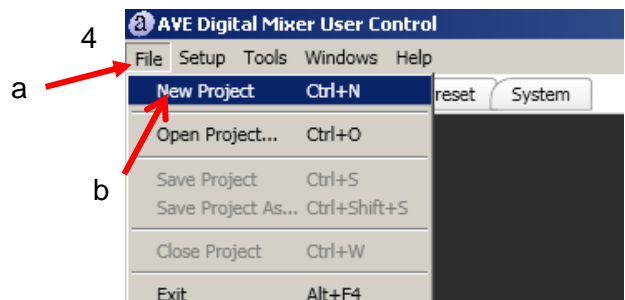 AVE Digital Mixer User Control
4
File Setup Tools Windows Help
a
New Project Ctrl+N
reset System
Open Project... Ctrl+O
b
Save Project Ctrl+S
Save Project As... Ctrl+Shift+S
Close Project Ctrl+W
Exit Alt+F4